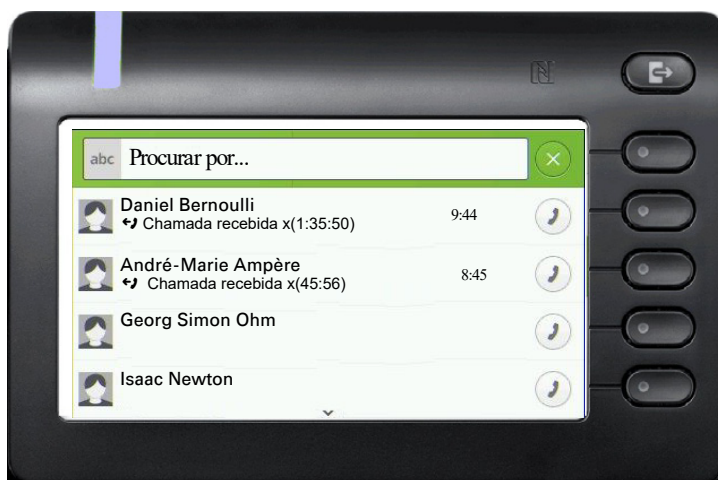 abc Procurar por...
Daniel Bernoulli
Chamada recebida x(1:35:50) 9:44
André-Marie Ampère
Chamada recebida x(45:56) 8:45
Georg Simon Ohm
Isaac Newton